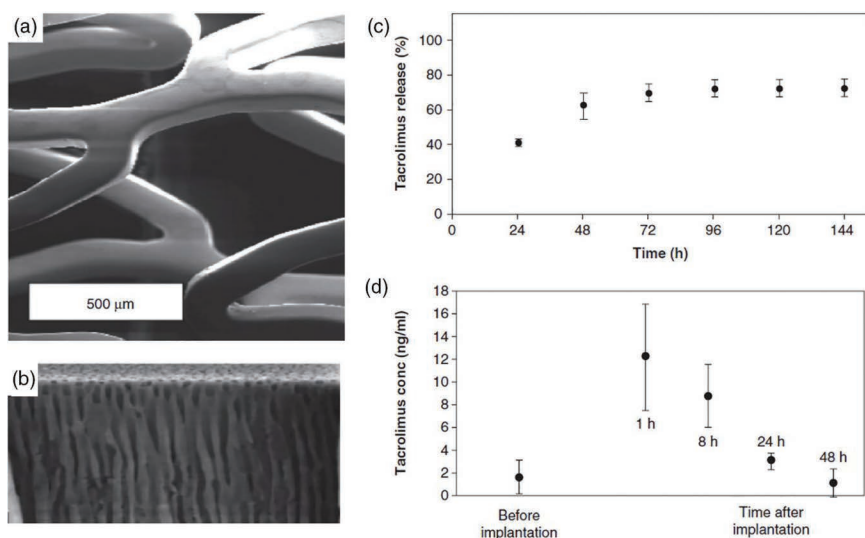 (a)
500 μm
(b)
(c)
Tacrolimus release (%)
100
80
60
40
20
0
0 24 48 72 96 120 144
Time (h)
(d)
Tacrolimus conc (ng/ml)
18
16
14
12
10
8
6
4
2
0
1 h
8 h
24 h
48 h
Before
implantation
Time after
implantation